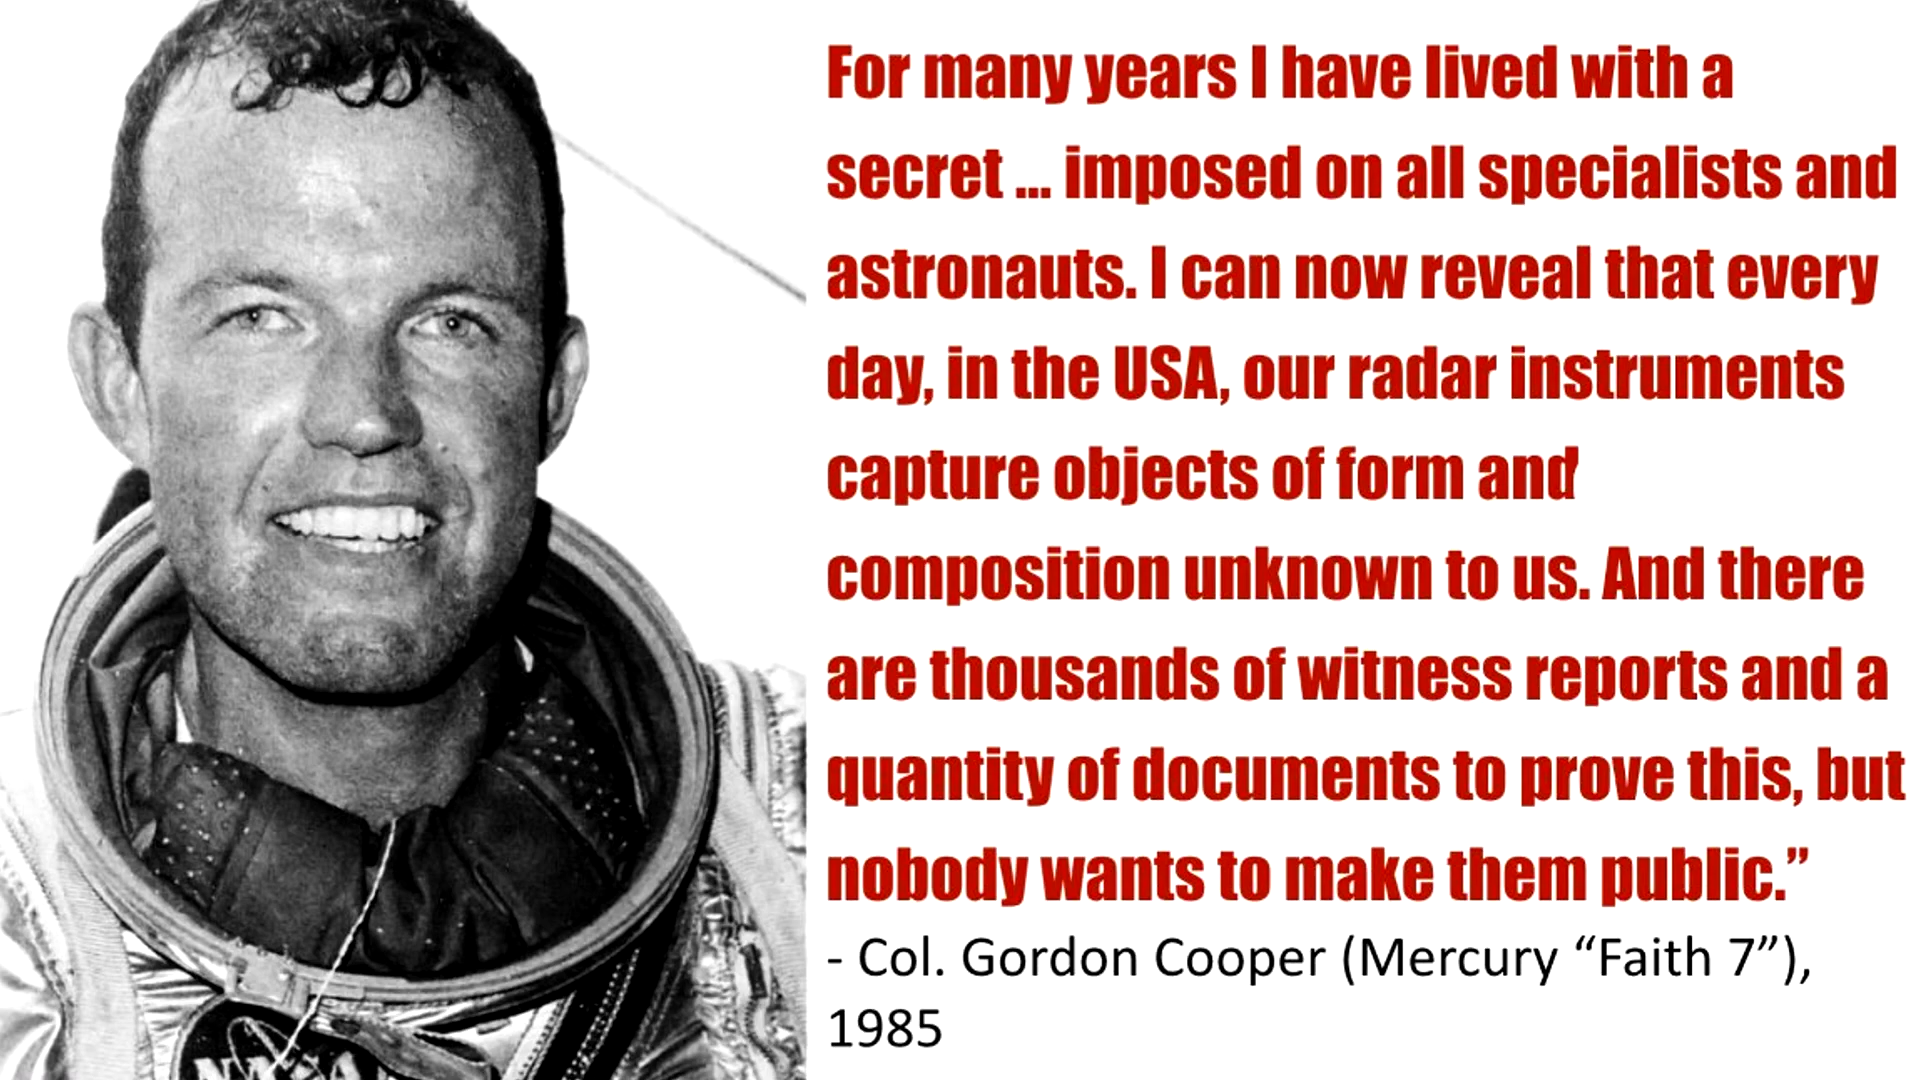 For many years I have lived with a
secret ... imposed on all specialists and
astronauts. I can now reveal that every
day, in the USA, our radar instruments
capture objects of form and
composition unknown to us. And there
are thousands of witness reports and a
quantity of documents to prove this, but
nobody wants to make them public.”
- Col. Gordon Cooper (Mercury “Faith 7”),
1985